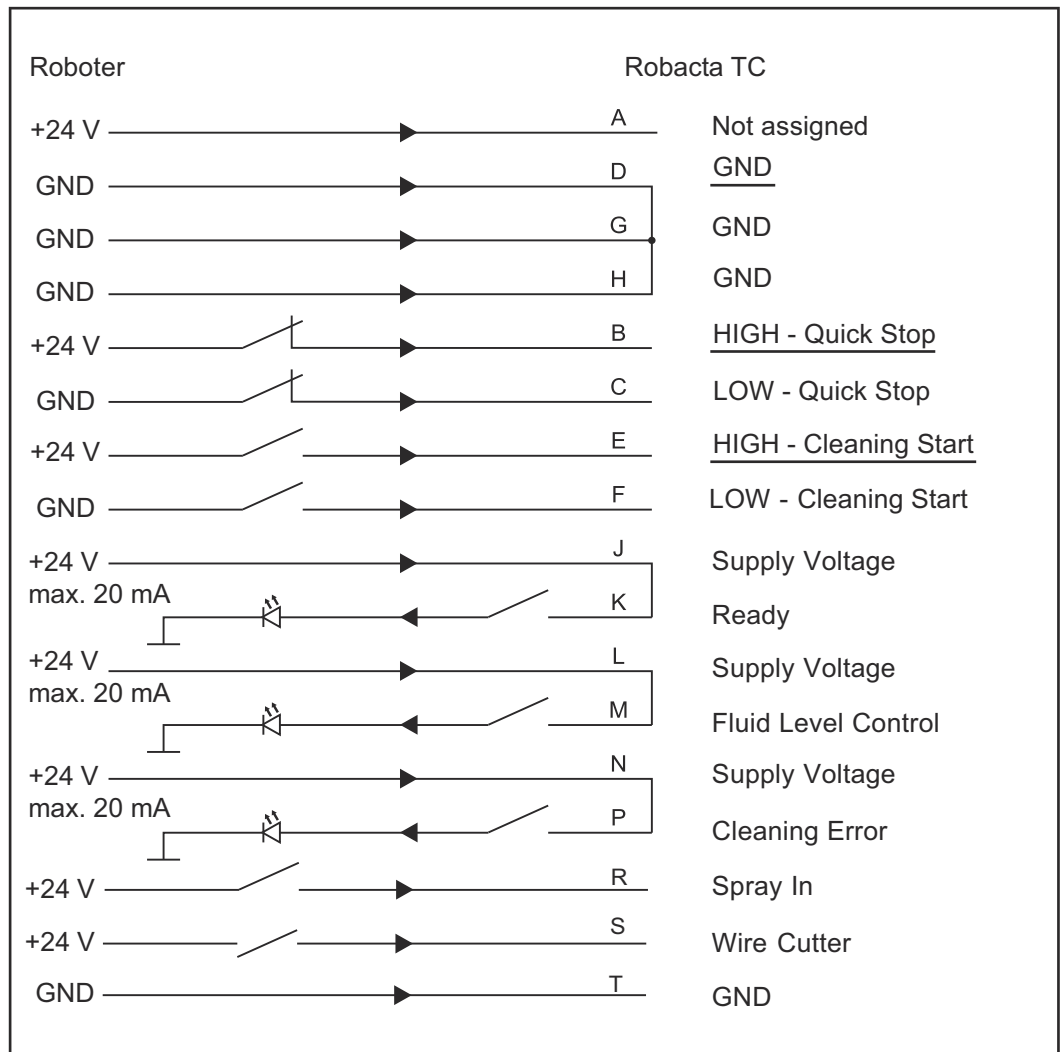 Roboter Robacta TC
+24 V A Not assigned
GND D GND
GND G GND
GND H GND
+24 V B HIGH - Quick Stop
GND C LOW - Quick Stop
+24 V E HIGH - Cleaning Start
GND F LOW - Cleaning Start
+24 V J Supply Voltage
max. 20 mA K Ready
+24 V L Supply Voltage
max. 20 mA M Fluid Level Control
+24 V N Supply Voltage
max. 20 mA P Cleaning Error
+24 V R Spray In
+24 V S Wire Cutter
GND T GND